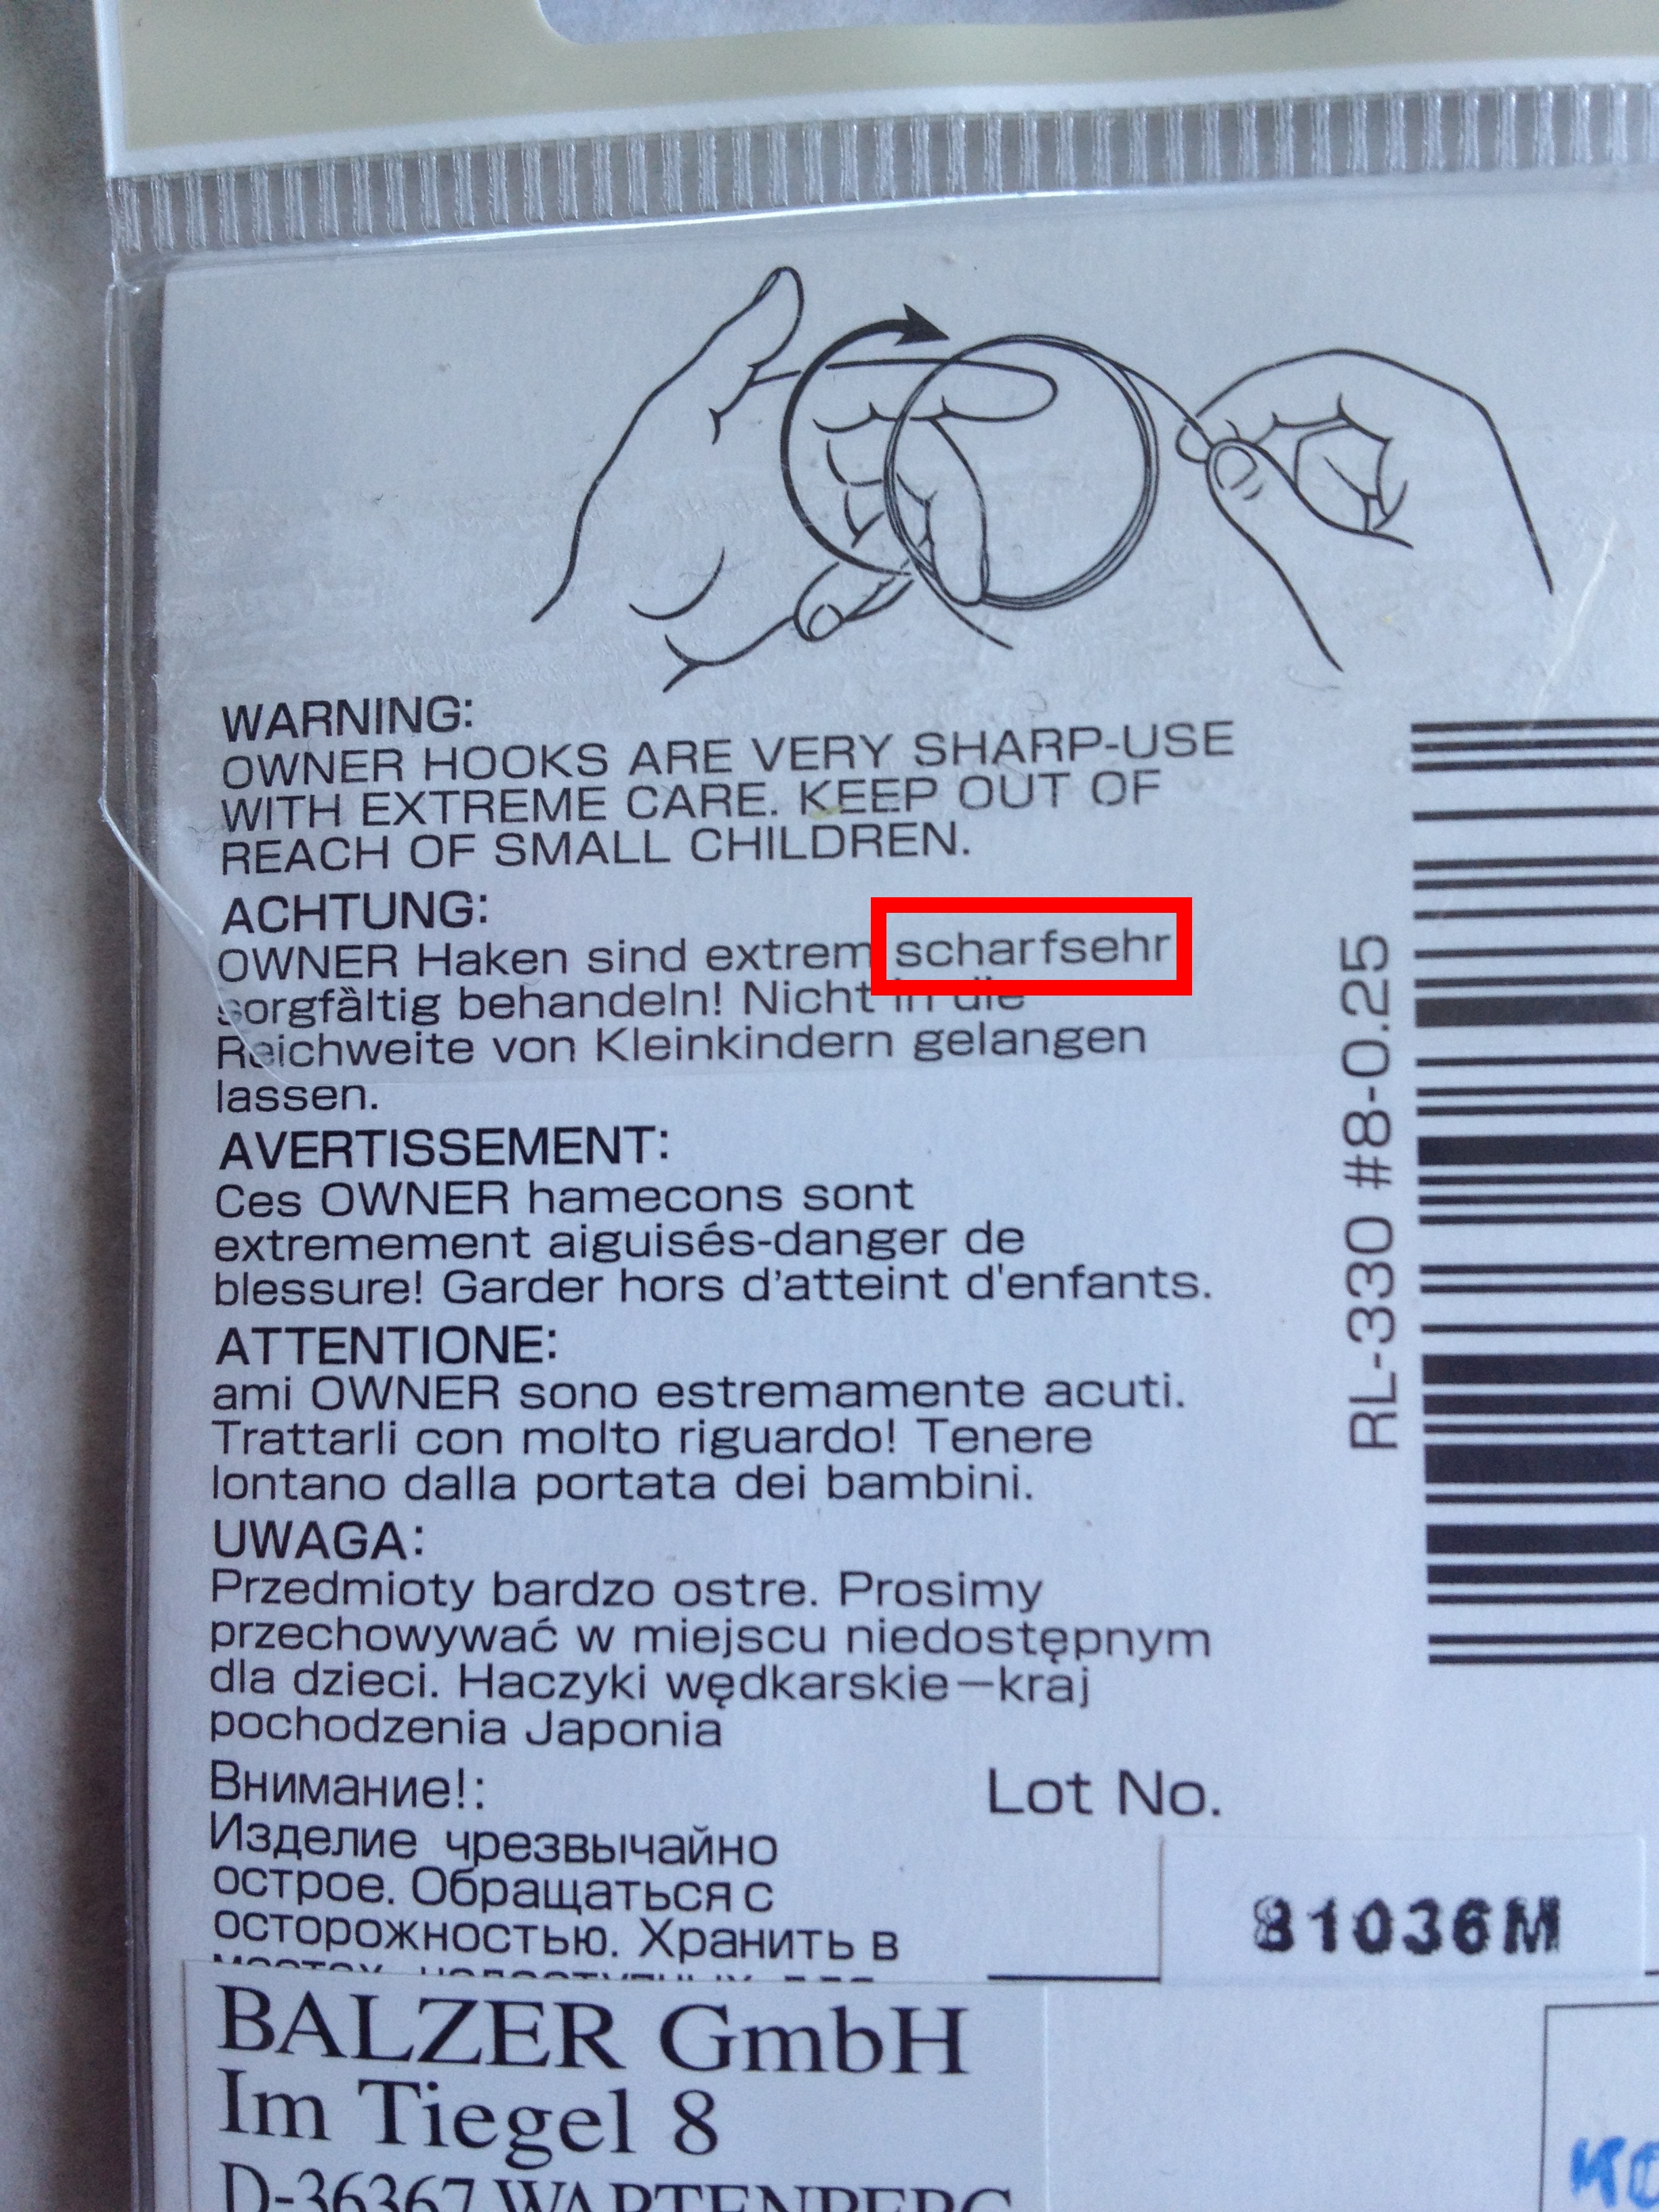 WARNING:
OWNER HOOKS ARE VERY SHARP-USE
WITH EXTREME CARE. KEEP OUT OF
REACH OF SMALL CHILDREN.
ACHTUNG:
OWNER Haken sind extrem scharfsehr
sorgfältig behandeln! Nicht in die
Reichweite von Kleinkindern gelangen
lassen.
AVERTISSEMENT:
Ces OWNER hamecons sont
extremement aiguisés-danger de
blessure! Garder hors d'atteint d'enfants.
ATTENTIONE:
ami OWNER sono estremamente acuti.
Trattarli con molto riguardo! Tenere
lontano dalla portata dei bambini.
UWAGA:
Przedmioty bardzo ostre. Prosimy
przechowywać w miejscu niedostępnym
dla dzieci. Haczyki wędkarskie—kraj
pochodzenia Japonia
Внимание!:
Изделие чрезвычайно
острое. Обращаться с
осторожностью. Хранить в
RL-330 #8-0.25
Lot No.
81036M
BALZER GmbH
Im Tiegel 8
D-36367 WARTENBERG